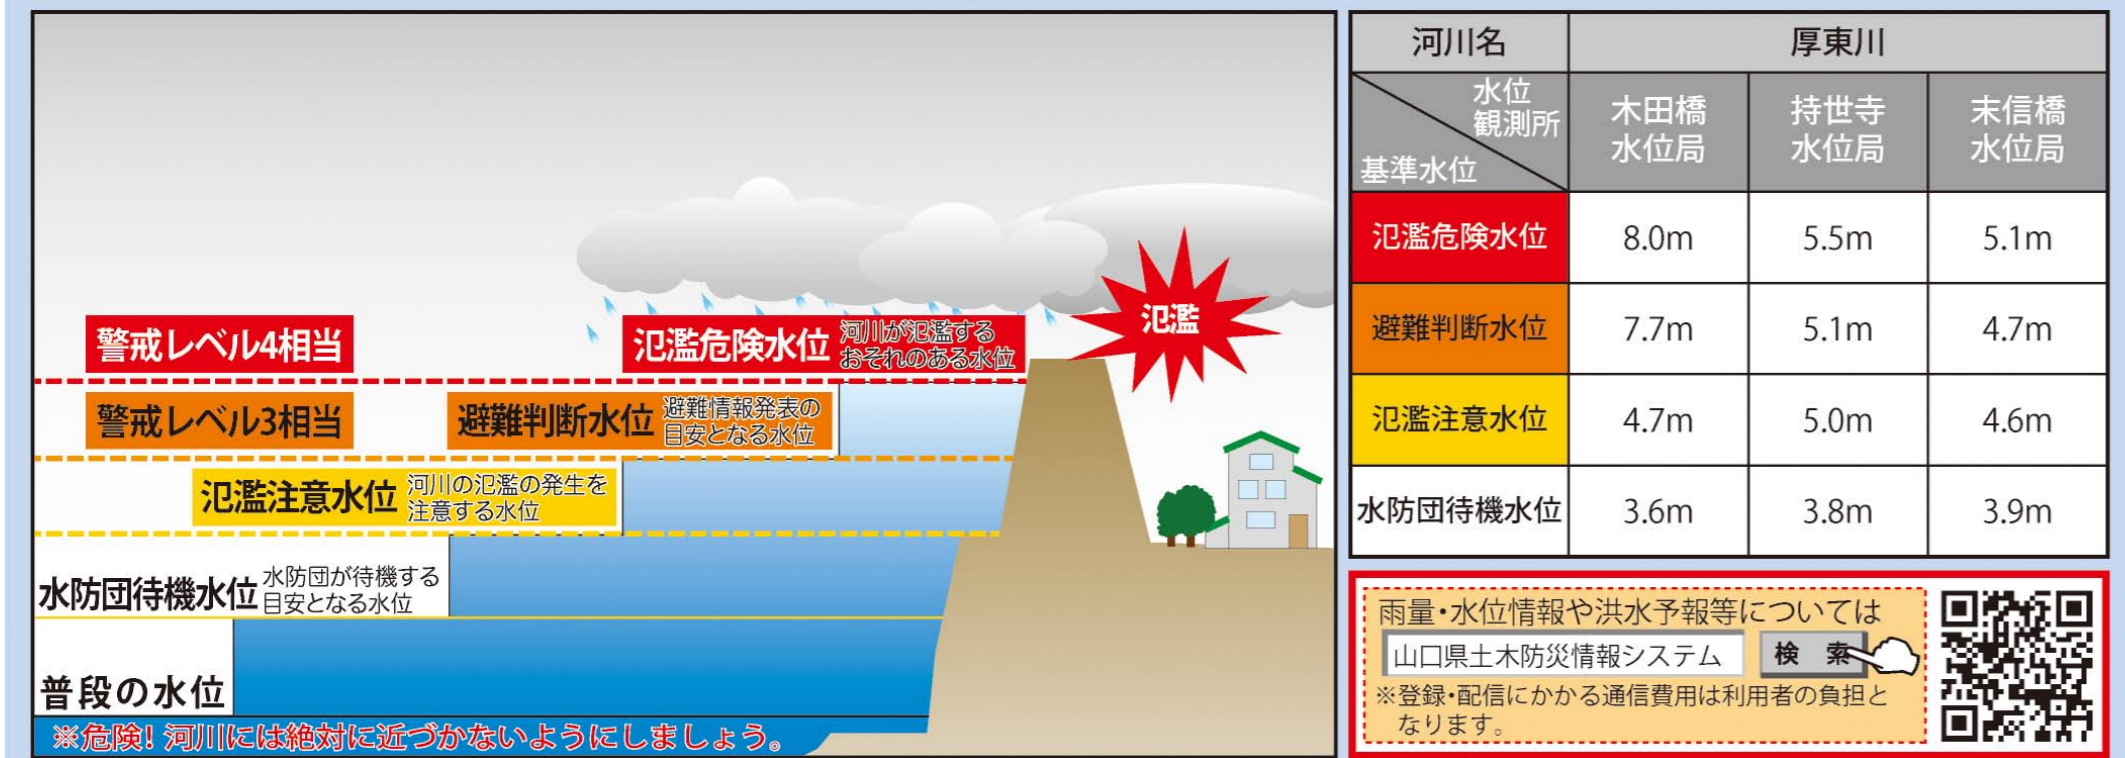 氾濫
警戒レベル4相当
氾濫危険水位 河川が氾濫する
おそれのある水位
警戒レベル3相当
避難判断水位 避難情報発表の
目安となる水位
氾濫注意水位 河川の氾濫の発生を
注意する水位
水防団待機水位 水防団が待機する
目安となる水位
普段の水位
※危険!河川には絶対に近づかないようにしましょう。
河川名 厚東川
水位
観測所
基準水位
木田橋
水位局
持世寺
水位局
末信橋
水位局
氾濫危険水位 8.0m 5.5m 5.1m
避難判断水位 7.7m 5.1m 4.7m
氾濫注意水位 4.7m 5.0m 4.6m
水防団待機水位 3.6m 3.8m 3.9m
雨量・水位情報や洪水予報等については
山口県土木防災情報システム 検 索
※登録・配信にかかる通信費用は利用者の負担と
なります。